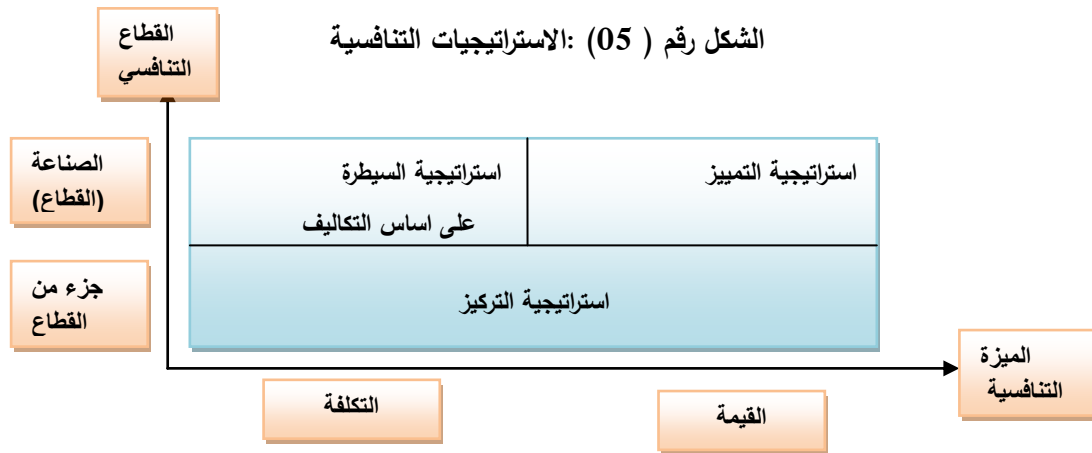 الشكل رقم ( 05) :الاستراتيجيات التنافسية
القطاع
التنافسي
الصناعة
(القطاع)
استراتيجية التمييز
استراتيجية السيطرة
على اساس التكاليف
جزء من
القطاع
استراتيجية التركيز
الميزة
التنافسية
القيمة
التكلفة